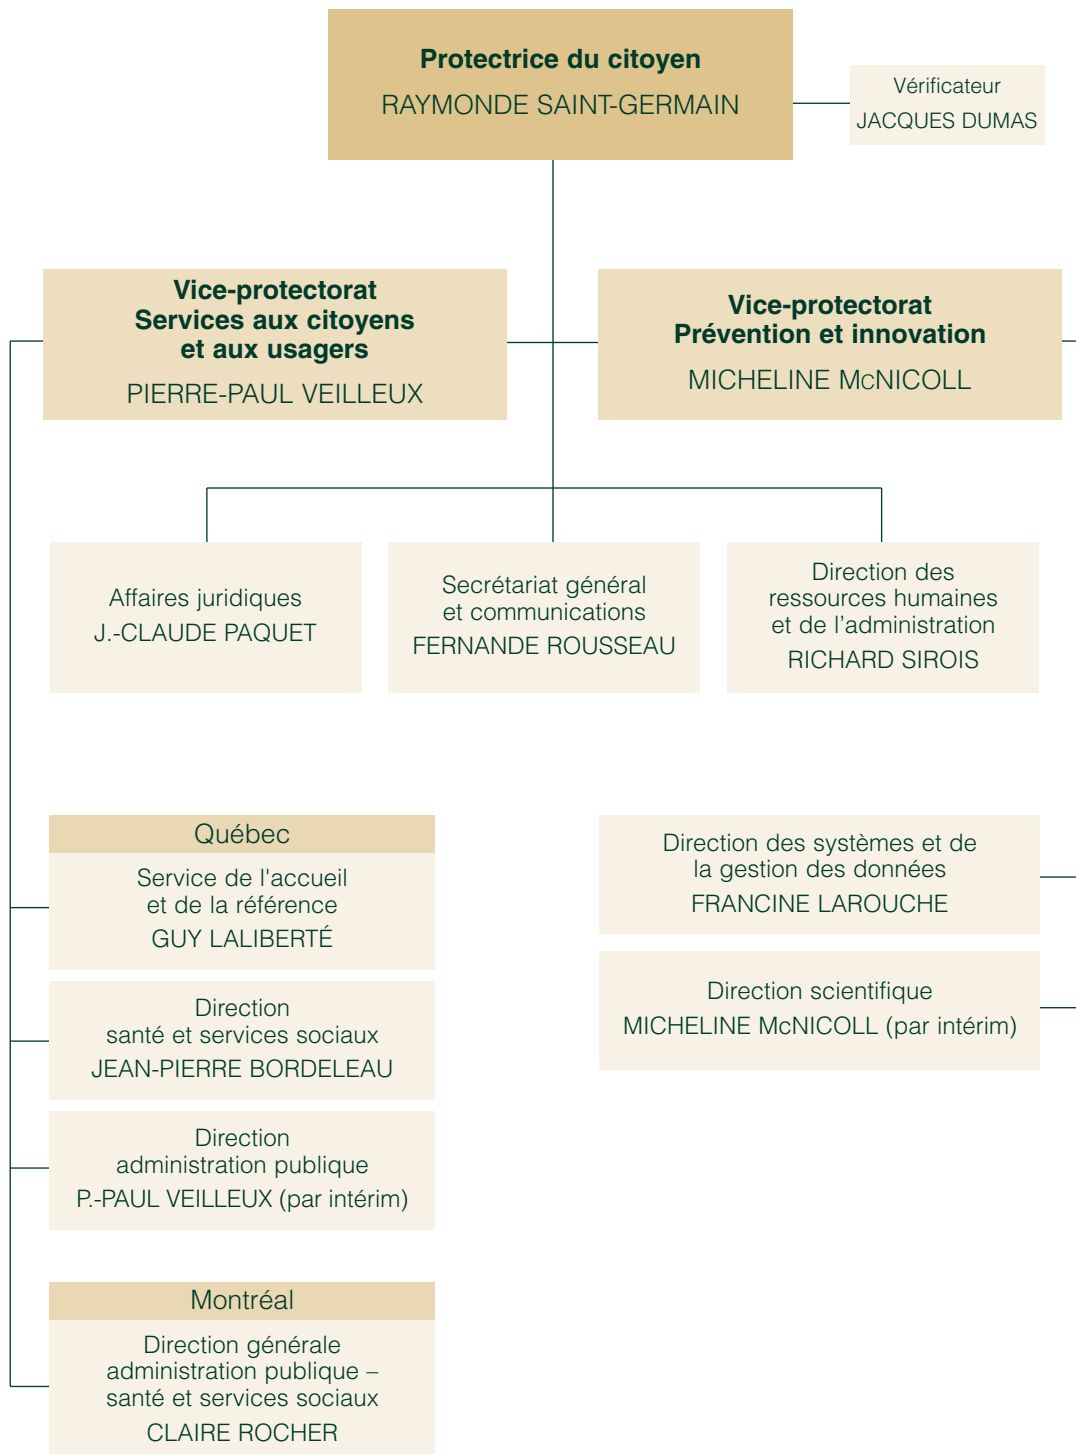 Protectrice du citoyen
RAYMONDE SAINT-GERMAIN
Vérificateur
JACQUES DUMAS
Vice-protectorat
Services aux citoyens
et aux usagers
PIERRE-PAUL VEILLEUX
Vice-protectorat
Prévention et innovation
MICHELINE McNICOLL
Affaires juridiques
J.-CLAUDE PAQUET
Secrétariat général
et communications
FERNANDE ROUSSEAU
Direction des
ressources humaines
et de l’administration
RICHARD SIROIS
Québec
Service de l'accueil
et de la référence
GUY LALIBERTÉ
Direction
santé et services sociaux
JEAN-PIERRE BORDELEAU
Direction
administration publique
P.-PAUL VEILLEUX (par intérim)
Montréal
Direction générale
administration publique –
santé et services sociaux
CLAIRE ROCHER
Direction des systèmes et de
la gestion des données
FRANCINE LAROUCHE
Direction scientifique
MICHELINE McNICOLL (par intérim)